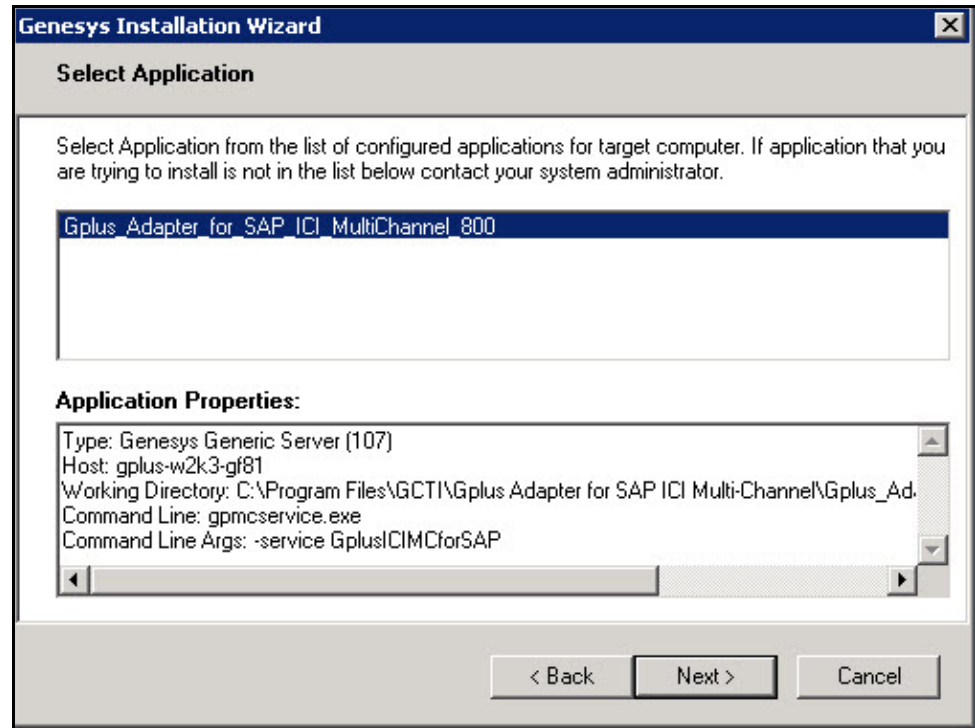 Genesys Installation Wizard
Select Application
Select Application from the list of configured applications for target computer. If application that you
are trying to install is not in the list below contact your system administrator.
Gplus_Adapter_for_SAP_ICI_MultiChannel_800
Application Properties:
Type: Genesys Generic Server (107)
Host: gplus-w2k3-gf81
Working Directory: C:\Program Files\GCTI\Gplus Adapter for SAP ICI Multi-Channel\Gplus_Ad
Command Line: gpmcservice.exe
Command Line Args: -service GplusICIMCforSAP
< Back Next > Cancel